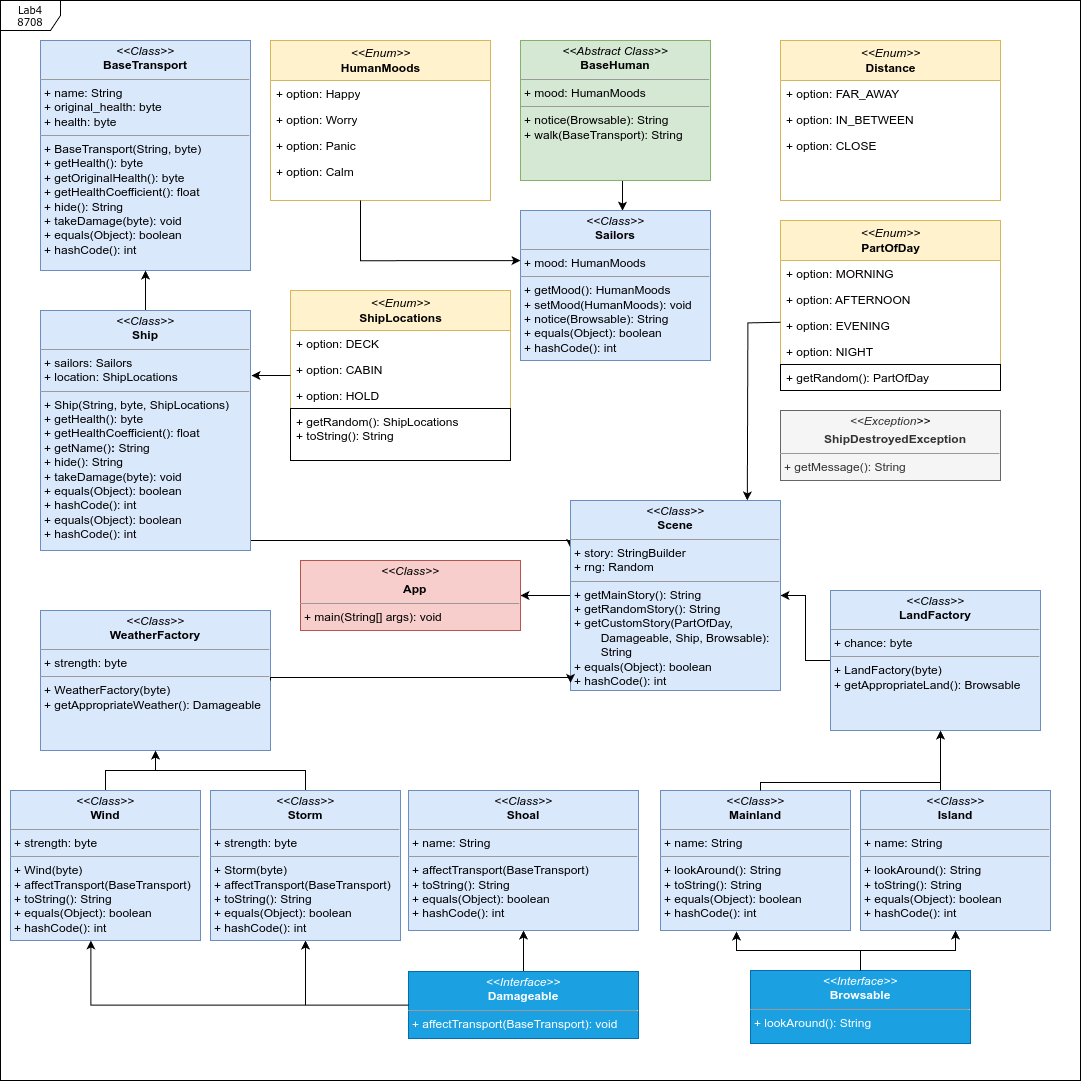 Lab4
8708
<<Class>>
BaseTransport
+ name: String
+ original_health: byte
+ health: byte
+ BaseTransport(String, byte)
+ getHealth(): byte
+ getOriginalHealth(): byte
+ getHealthCoefficient(): float
+ hide(): String
+ takeDamage(byte): void
+ equals(Object): boolean
+ hashCode(): int
<<Enum>>
HumanMoods
+ option: Happy
+ option: Worry
+ option: Panic
+ option: Calm
<<Abstract Class>>
BaseHuman
+ mood: HumanMoods
+ notice(Browsable): String
+ walk(BaseTransport): String
<<Enum>>
Distance
+ option: FAR_AWAY
+ option: IN_BETWEEN
+ option: CLOSE
<<Class>>
Sailors
+ mood: HumanMoods
+ getMood(): HumanMoods
+ setMood(HumanMoods): void
+ notice(Browsable): String
+ equals(Object): boolean
+ hashCode(): int
<<Enum>>
PartOfDay
+ option: MORNING
+ option: AFTERNOON
+ option: EVENING
+ option: NIGHT
+ getRandom(): PartOfDay
<<Class>>
Ship
+ sailors: Sailors
+ location: ShipLocations
+ Ship(String, byte, ShipLocations)
+ getHealth(): byte
+ getHealthCoefficient(): float
+ getName(): String
+ hide(): String
+ takeDamage(byte): void
+ equals(Object): boolean
+ hashCode(): int
+ equals(Object): boolean
+ hashCode(): int
<<Enum>>
ShipLocations
+ option: DECK
+ option: CABIN
+ option: HOLD
+ getRandom(): ShipLocations
+ toString(): String
<<Exception>>
ShipDestroyedException
+ getMessage(): String
<<Class>>
Scene
+ story: StringBuilder
+ rng: Random
+ getMainStory(): String
+ getRandomStory(): String
+ getCustomStory(PartOfDay,
Damageable, Ship, Browsable):
String
+ equals(Object): boolean
+ hashCode(): int
<<Class>>
App
+ main(String[] args): void
<<Class>>
LandFactory
+ chance: byte
+ LandFactory(byte)
+ getAppropriateLand(): Browsable
<<Class>>
WeatherFactory
+ strength: byte
+ WeatherFactory(byte)
+ getAppropriateWeather(): Damageable
<<Class>>
Wind
+ strength: byte
+ Wind(byte)
+ affectTransport(BaseTransport)
+ toString(): String
+ equals(Object): boolean
+ hashCode(): int
<<Class>>
Storm
+ strength: byte
+ Storm(byte)
+ affectTransport(BaseTransport)
+ toString(): String
+ equals(Object): boolean
+ hashCode(): int
<<Class>>
Shoal
+ name: String
+ affectTransport(BaseTransport)
+ toString(): String
+ equals(Object): boolean
+ hashCode(): int
<<Class>>
Mainland
+ name: String
+ lookAround(): String
+ toString(): String
+ equals(Object): boolean
+ hashCode(): int
<<Class>>
Island
+ name: String
+ lookAround(): String
+ toString(): String
+ equals(Object): boolean
+ hashCode(): int
<<Interface>>
Damageable
+ affectTransport(BaseTransport): void
<<Interface>>
Browsable
+ lookAround(): String